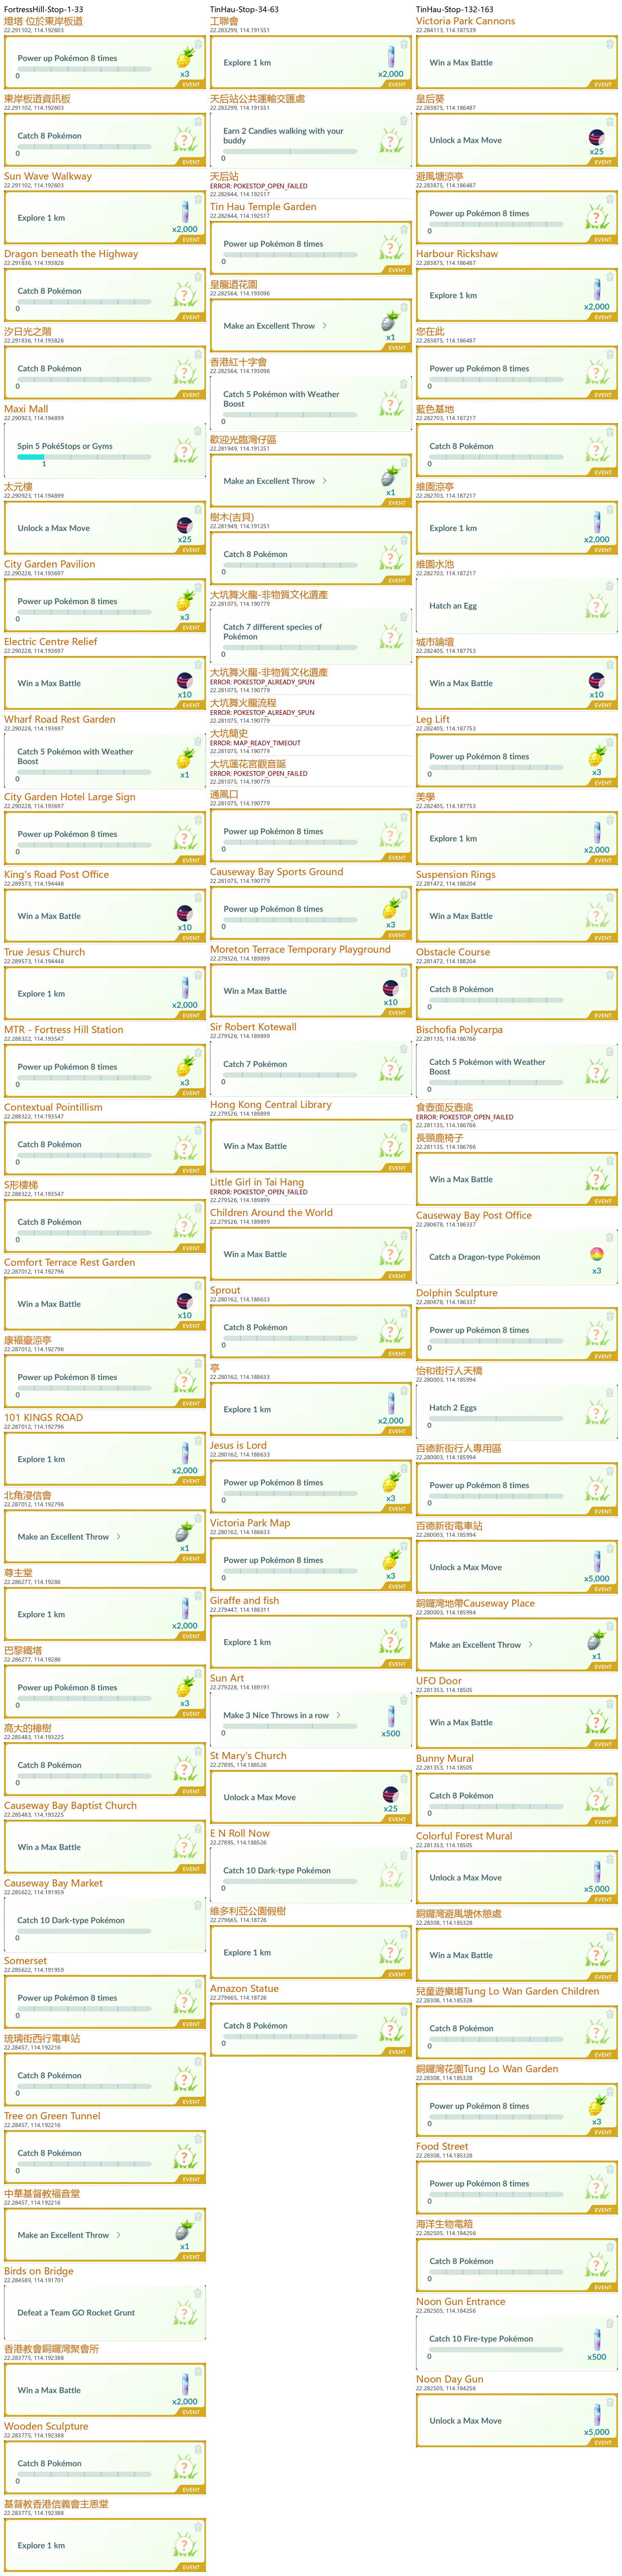 FortressHill-Stop-1-33
燈塔 位於東岸板道
22.291102, 114.192603
Power up Pokémon 8 times
0
x3
EVENT
東岸板道資訊板
22.291102, 114.192603
Catch 8 Pokémon
0
EVENT
Sun Wave Walkway
22.291102, 114.192603
Explore 1 km
x2,000
EVENT
Dragon beneath the Highway
22.291836, 114.193826
Catch 8 Pokémon
0
EVENT
汐日光之階
22.291836, 114.193826
Catch 8 Pokémon
0
EVENT
Maxi Mall
22.290923, 114.194899
Spin 5 PokéStops or Gyms
1
太元樓
22.290923, 114.194899
Unlock a Max Move
x25
EVENT
City Garden Pavilion
22.290228, 114.193697
Power up Pokémon 8 times
0
x3
EVENT
Electric Centre Relief
22.290228, 114.193697
Win a Max Battle
x10
EVENT
Wharf Road Rest Garden
22.290228, 114.193697
Catch 5 Pokémon with Weather
Boost
0
x1
City Garden Hotel Large Sign
22.290228, 114.193697
Power up Pokémon 8 times
0
EVENT
King's Road Post Office
22.289573, 114.194448
Win a Max Battle
x10
EVENT
True Jesus Church
22.289573, 114.194448
Explore 1 km
x2,000
EVENT
MTR - Fortress Hill Station
22.288322, 114.193547
Power up Pokémon 8 times
0
x3
EVENT
Contextual Pointillism
22.288322, 114.193547
Catch 8 Pokémon
0
EVENT
S形樓梯
22.288322, 114.193547
Catch 8 Pokémon
0
EVENT
Comfort Terrace Rest Garden
22.287012, 114.192796
Win a Max Battle
x10
EVENT
康福臺涼亭
22.287012, 114.192796
Power up Pokémon 8 times
0
EVENT
101 KINGS ROAD
22.287012, 114.192796
Explore 1 km
x2,000
EVENT
北角浸信會
22.287012, 114.192796
Make an Excellent Throw >
x1
EVENT
尊主堂
22.286277, 114.19286
Explore 1 km
x2,000
EVENT
巴黎鐵塔
22.286277, 114.19286
Power up Pokémon 8 times
0
x3
EVENT
高大的樟樹
22.285483, 114.193225
Catch 8 Pokémon
0
EVENT
Causeway Bay Baptist Church
22.285483, 114.193225
Win a Max Battle
EVENT
Causeway Bay Market
22.285622, 114.191959
Catch 10 Dark-type Pokémon
0
Somerset
22.285622, 114.191959
Power up Pokémon 8 times
0
EVENT
琉璃街西行電車站
22.28457, 114.192216
Catch 8 Pokémon
0
EVENT
Tree on Green Tunnel
22.28457, 114.192216
Catch 8 Pokémon
0
EVENT
中華基督教福音堂
22.28457, 114.192216
Make an Excellent Throw >
x1
EVENT
Birds on Bridge
22.284589, 114.191701
Defeat a Team GO Rocket Grunt
香港教會銅鑼灣聚會所
22.283775, 114.192388
Win a Max Battle
x2,000
EVENT
Wooden Sculpture
22.283775, 114.192388
Catch 8 Pokémon
0
EVENT
基督教香港信義會主恩堂
22.283775, 114.192388
Explore 1 km
EVENT
TinHau-Stop-34-63
工聯會
22.283299, 114.191551
Explore 1 km
x2,000
天后站公共運輸交匯處
22.283299, 114.191551
Earn 2 Candies walking with your
buddy
0
天后站
ERROR: POKESTOP_OPEN_FAILED
22.282644, 114.192517
Tin Hau Temple Garden
22.282644, 114.192517
Power up Pokémon 8 times
0
EVENT
皇龍道花園
22.282564, 114.193096
Make an Excellent Throw >
x1
EVENT
香港紅十字會
22.282564, 114.193096
Catch 5 Pokémon with Weather
Boost
0
歡迎光臨灣仔區
22.281949, 114.191251
Make an Excellent Throw >
x1
EVENT
樹木(吉貝)
22.281949, 114.191251
Catch 8 Pokémon
0
EVENT
大坑舞火龍-非物質文化遺產
22.281075, 114.190779
Catch 7 different species of
Pokémon
0
大坑舞火龍-非物質文化遺產
ERROR: POKESTOP_ALREADY_SPUN
22.281075, 114.190779
大坑舞火龍流程
ERROR: POKESTOP_ALREADY_SPUN
22.281075, 114.190779
大坑簡史
ERROR: MAP_READY_TIMEOUT
22.281075, 114.190779
大坑蓮花宮觀音誕
ERROR: POKESTOP_OPEN_FAILED
22.281075, 114.190779
通風口
22.281075, 114.190779
Power up Pokémon 8 times
0
EVENT
Causeway Bay Sports Ground
22.281075, 114.190779
Power up Pokémon 8 times
0
x3
EVENT
Moreton Terrace Temporary Playground
22.279526, 114.189899
Win a Max Battle
x10
EVENT
Sir Robert Kotewall
22.279526, 114.189899
Catch 7 Pokémon
0
Hong Kong Central Library
22.279526, 114.189899
Win a Max Battle
EVENT
Little Girl in Tai Hang
ERROR: POKESTOP_OPEN_FAILED
22.279526, 114.189899
Children Around the World
22.279526, 114.189899
Win a Max Battle
EVENT
Sprout
22.280162, 114.188633
Catch 8 Pokémon
0
EVENT
亭
22.280162, 114.188633
Explore 1 km
x2,000
EVENT
Jesus is Lord
22.280162, 114.188633
Power up Pokémon 8 times
0
x3
EVENT
Victoria Park Map
22.280162, 114.188633
Power up Pokémon 8 times
0
x3
EVENT
Giraffe and fish
22.279447, 114.188311
Explore 1 km
EVENT
Sun Art
22.279228, 114.189191
Make 3 Nice Throws in a row >
0
x500
St Mary's Church
22.27895, 114.188526
Unlock a Max Move
x25
EVENT
E N Roll Now
22.27895, 114.188526
Catch 10 Dark-type Pokémon
0
維多利亞公園假樹
22.279665, 114.18726
Explore 1 km
EVENT
Amazon Statue
22.279665, 114.18726
Catch 8 Pokémon
0
EVENT
TinHau-Stop-132-163
Victoria Park Cannons
22.284113, 114.187539
Win a Max Battle
EVENT
皇后葵
22.283875, 114.186487
Unlock a Max Move
x25
EVENT
避風塘涼亭
22.283875, 114.186487
Power up Pokémon 8 times
0
EVENT
Harbour Rickshaw
22.283875, 114.186487
Explore 1 km
x2,000
EVENT
您在此
22.283875, 114.186487
Power up Pokémon 8 times
0
EVENT
藍色基地
22.282703, 114.187217
Catch 8 Pokémon
0
EVENT
維園涼亭
22.282703, 114.187217
Explore 1 km
x2,000
EVENT
維園水池
22.282703, 114.187217
Hatch an Egg
城市論壇
22.282405, 114.187753
Win a Max Battle
x10
EVENT
Leg Lift
22.282405, 114.187753
Power up Pokémon 8 times
0
x3
EVENT
美學
22.282405, 114.187753
Explore 1 km
x2,000
EVENT
Suspension Rings
22.281472, 114.188204
Win a Max Battle
EVENT
Obstacle Course
22.281472, 114.188204
Catch 8 Pokémon
0
EVENT
Bischofia Polycarpa
22.281135, 114.186766
Catch 5 Pokémon with Weather
Boost
0
食壺面反壺底
ERROR: POKESTOP_OPEN_FAILED
22.281135, 114.186766
長頸鹿椅子
22.281135, 114.186766
Win a Max Battle
EVENT
Causeway Bay Post Office
22.280678, 114.186337
Catch a Dragon-type Pokémon
x3
Dolphin Sculpture
22.280678, 114.186337
Power up Pokémon 8 times
0
EVENT
怡和街行人天橋
22.280003, 114.185994
Hatch 2 Eggs
0
百德新街行人專用區
22.280003, 114.185994
Power up Pokémon 8 times
0
EVENT
百德新街電車站
22.280003, 114.185994
Unlock a Max Move
x5,000
EVENT
銅鑼灣地帶Causeway Place
22.280003, 114.185994
Make an Excellent Throw >
x1
EVENT
UFO Door
22.281353, 114.18505
Win a Max Battle
EVENT
Bunny Mural
22.281353, 114.18505
Catch 8 Pokémon
0
EVENT
Colorful Forest Mural
22.281353, 114.18505
Unlock a Max Move
x5,000
EVENT
銅鑼灣避風塘休憩處
22.28308, 114.185328
Win a Max Battle
EVENT
兒童遊樂場Tung Lo Wan Garden Children
22.28308, 114.185328
Catch 8 Pokémon
0
EVENT
銅鑼灣花園Tung Lo Wan Garden
22.28308, 114.185328
Power up Pokémon 8 times
0
x3
EVENT
Food Street
22.28308, 114.185328
Power up Pokémon 8 times
0
EVENT
海洋生物電箱
22.282505, 114.184256
Catch 8 Pokémon
0
EVENT
Noon Gun Entrance
22.282505, 114.184256
Catch 10 Fire-type Pokémon
0
x500
Noon Day Gun
22.282505, 114.184256
Unlock a Max Move
x5,000
EVENT